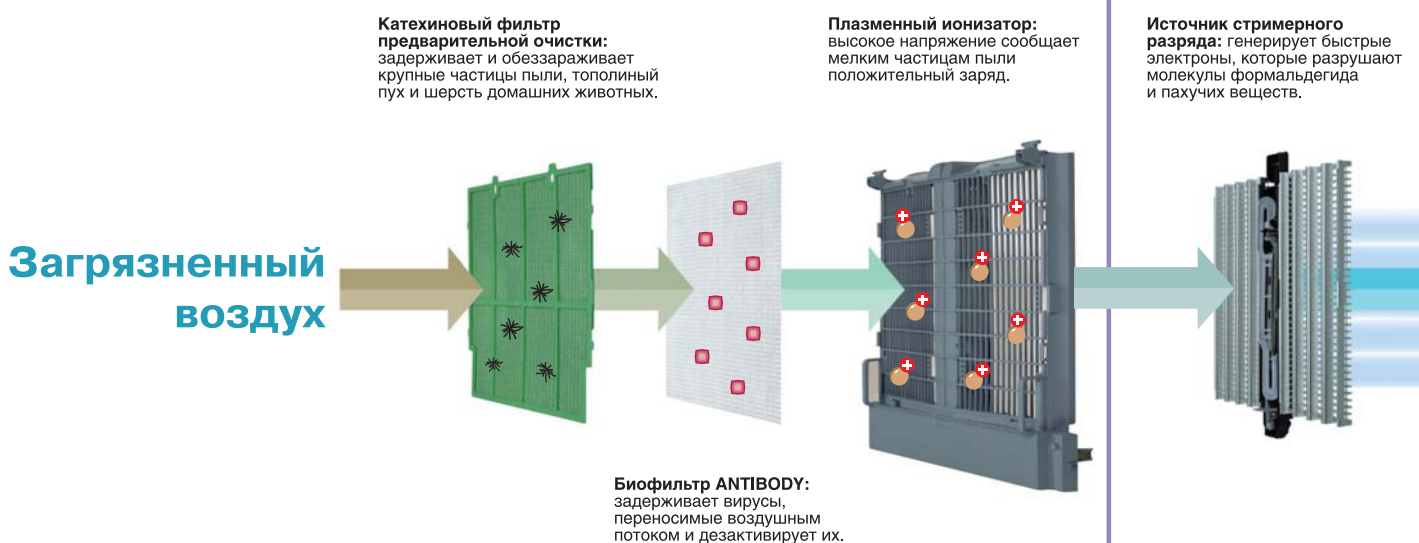 Катехиновый фильтр
предварительной очистки:
задерживает и обеззараживает
крупные частицы пыли, тополиный
пух и шерсть домашних животных.
Плазменный ионизатор:
высокое напряжение сообщает
мелким частицам пыли
положительный заряд.
Источник стримерного
разряда: генерирует быстрые
электроны, которые разрушают
молекулы формальдегида
и пахучих веществ.
Загрязненный
воздух
Биофильтр ANTIBODY:
задерживает вирусы,
переносимые воздушным
потоком и дезактивирует их.